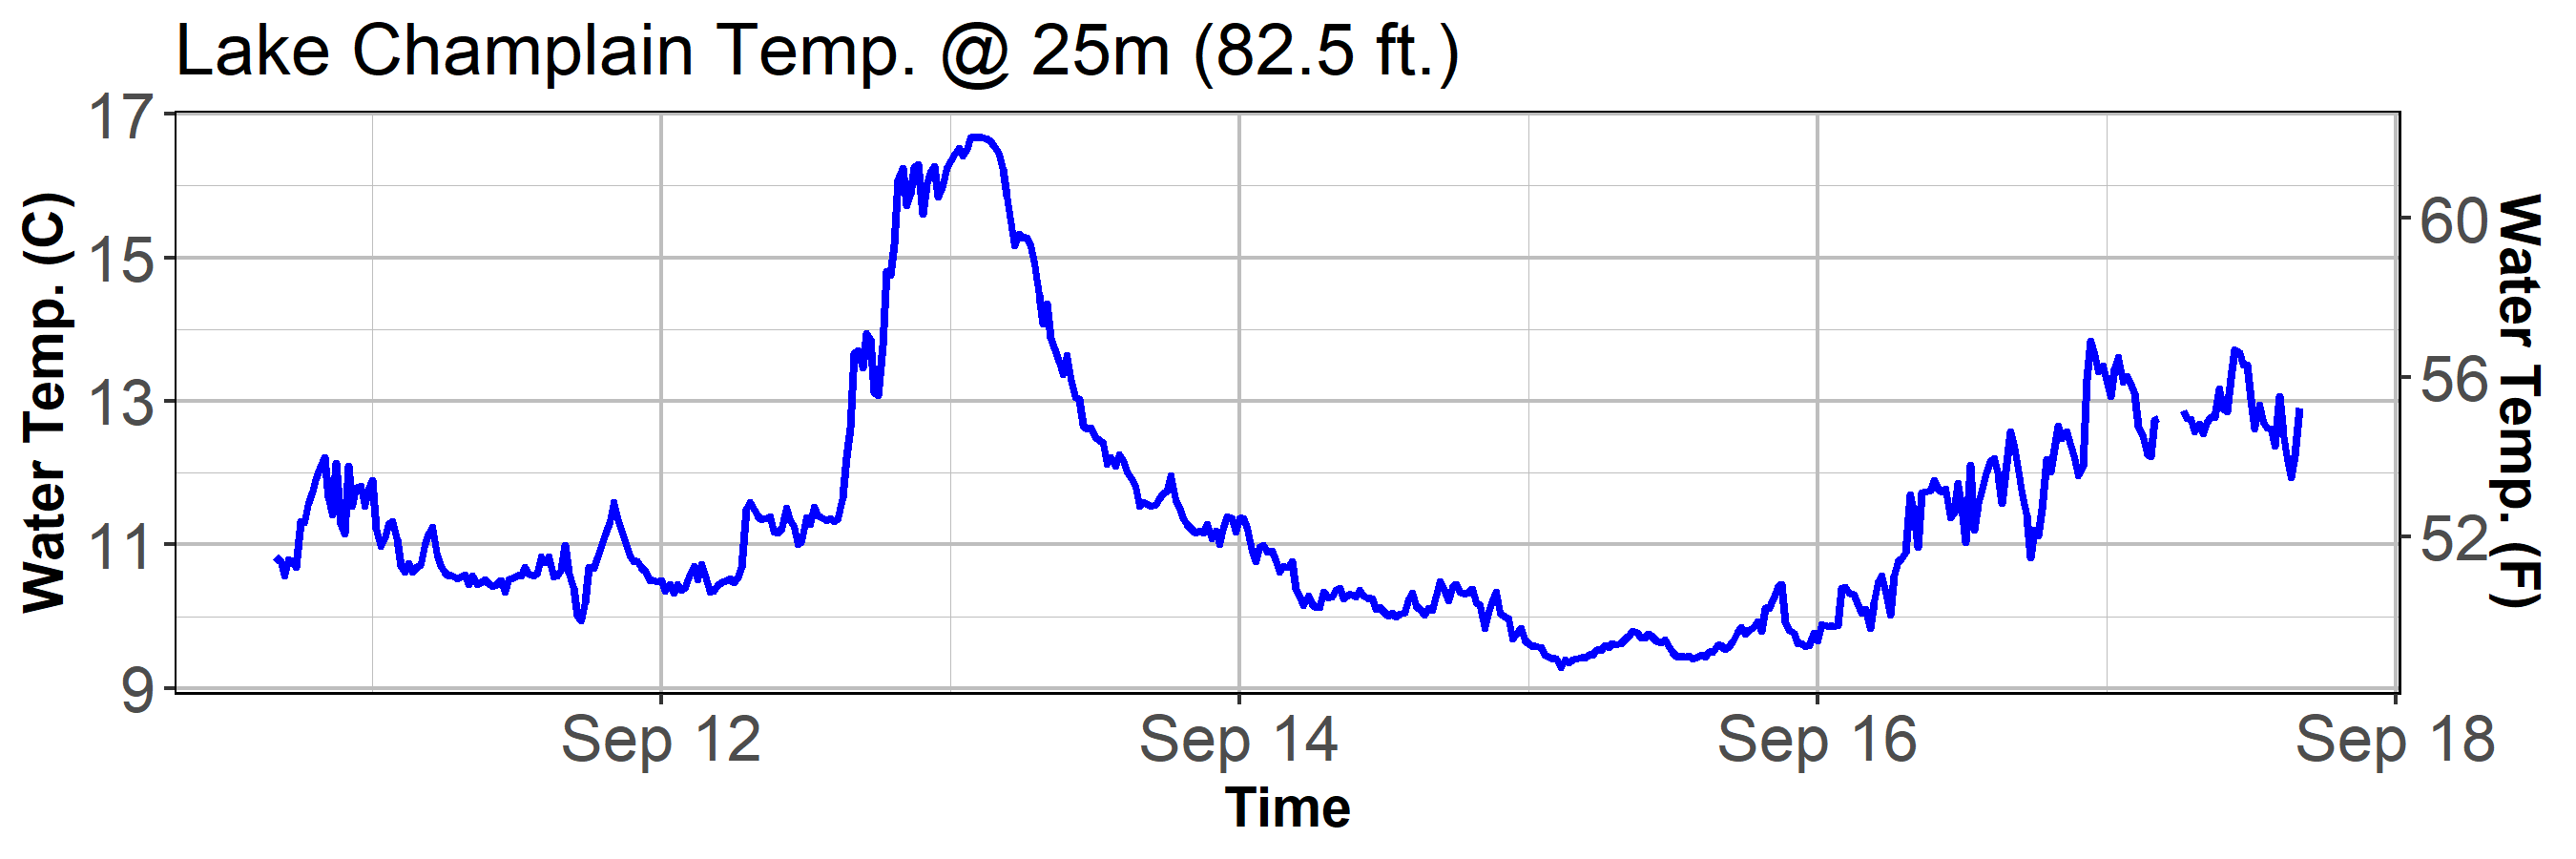 Lake Champlain Temp. @ 25m (82.5 ft.)
Water Temp. (C)
17
15
13
11
9
60
56
52
Water Temp. (F)
Sep 12 Sep 14 Sep 16 Sep 18
Time